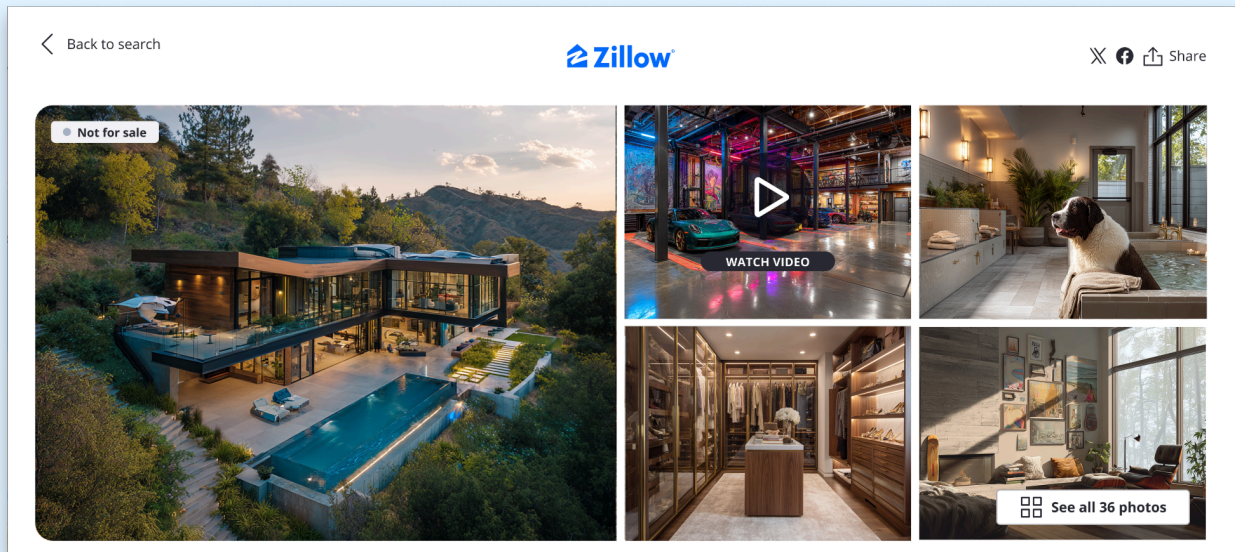 Back to search
Zillow
Share
Not for sale
WATCH VIDEO
See all 36 photos